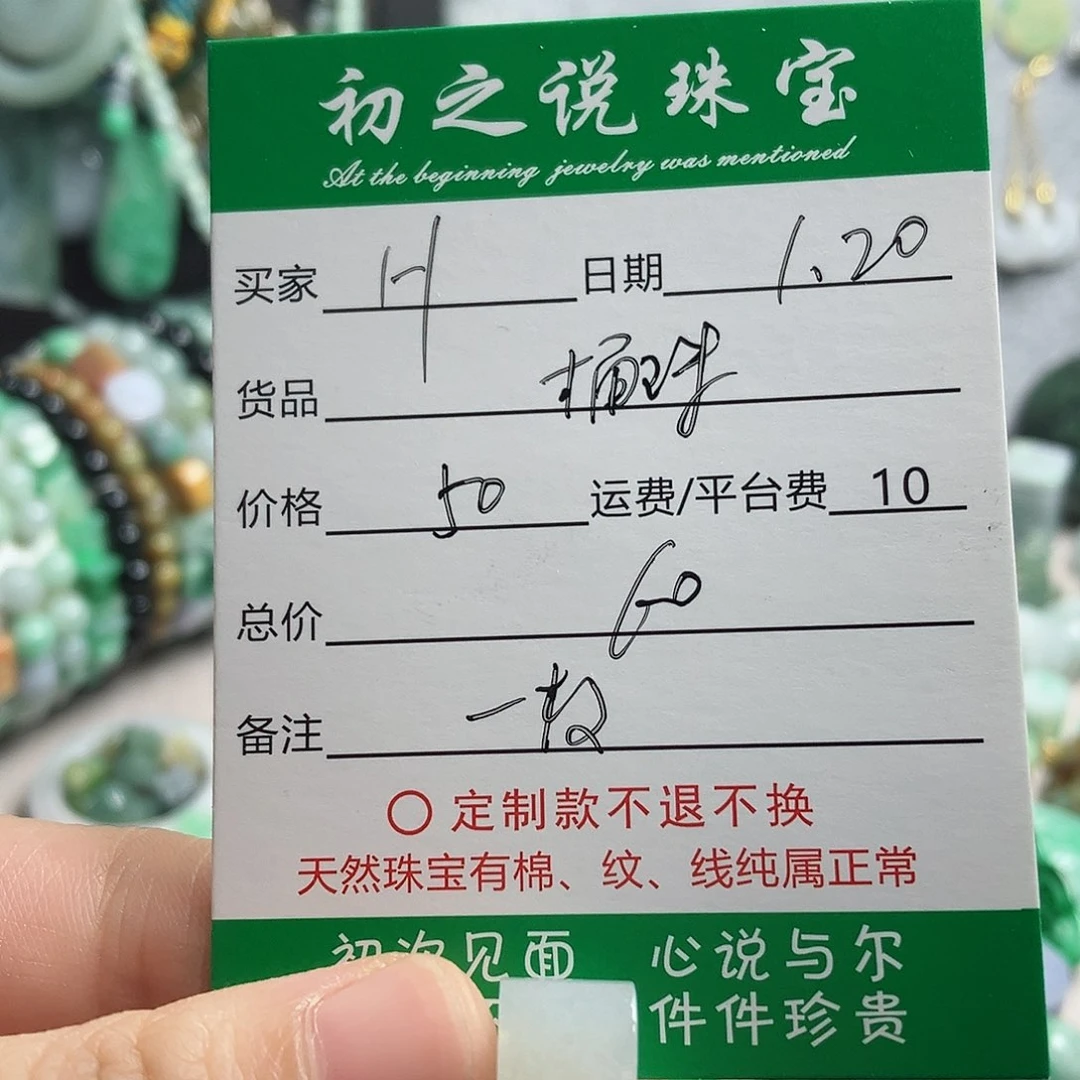 初之说珠宝
At the beginning jewelry was mentioned
买家 H 日期 1.20
货品 桶珠
价格 50 运费/平台费 10
总价 60
备注 一枚
〇定制款不退不换
天然珠宝有棉、纹、线纯属正常
初次见面 心说与尔
件件珍贵